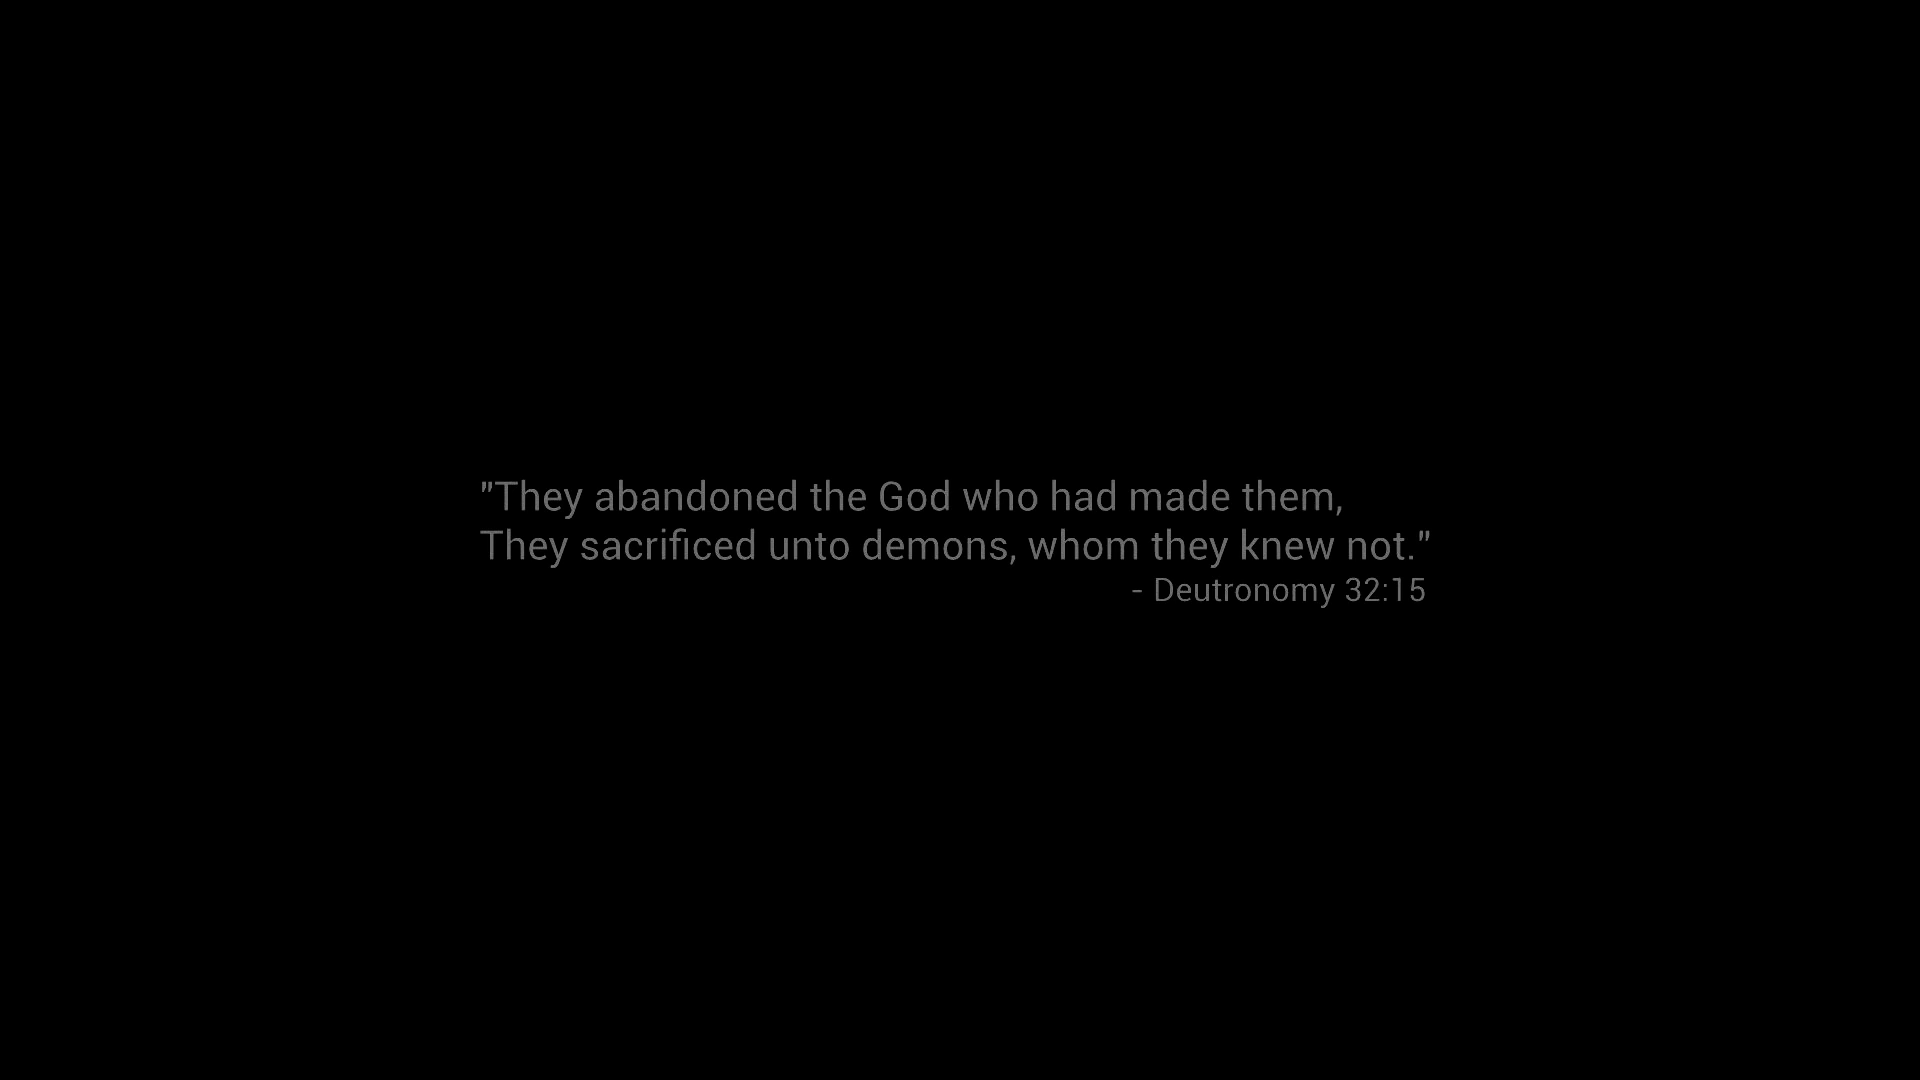 "They abandoned the God who had made them,
They sacrificed unto demons, whom they knew not."
- Deutronomy 32:15